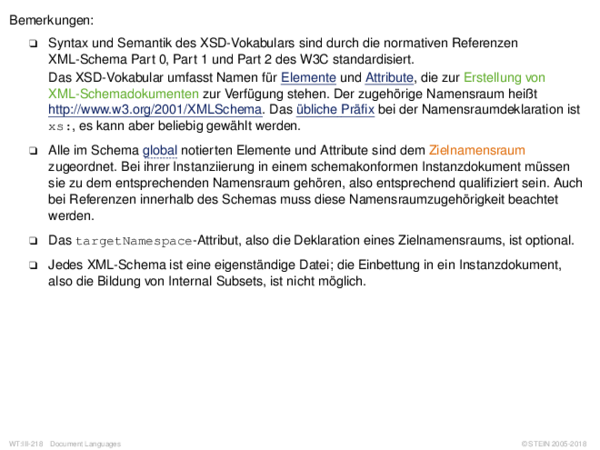 Bemerkungen:
❑ Syntax und Semantik des XSD-Vokabulars sind durch die normativen Referenzen
XML-Schema Part 0, Part 1 und Part 2 des W3C standardisiert.
Das XSD-Vokabular umfasst Namen für Elemente und Attribute, die zur Erstellung von
XML-Schemadokumenten zur Verfügung stehen. Der zugehörige Namensraum heißt
http://www.w3.org/2001/XMLSchema. Das übliche Präfix bei der Namensraumdeklaration ist
xs:, es kann aber beliebig gewählt werden.
❑ Alle im Schema global notierten Elemente und Attribute sind dem Zielnamensraum
zugeordnet. Bei ihrer Instanziierung in einem schemakonformen Instanzdokument müssen
sie zu dem entsprechenden Namensraum gehören, also entsprechend qualifiziert sein. Auch
bei Referenzen innerhalb des Schemas muss diese Namensraumzugehörigkeit beachtet
werden.
❑ Das targetNamespace-Attribut, also die Deklaration eines Zielnamensraums, ist optional.
❑ Jedes XML-Schema ist eine eigenständige Datei; die Einbettung in ein Instanzdokument,
also die Bildung von Internal Subsets, ist nicht möglich.
WT:III-218 Document Languages © STEIN 2005-2018